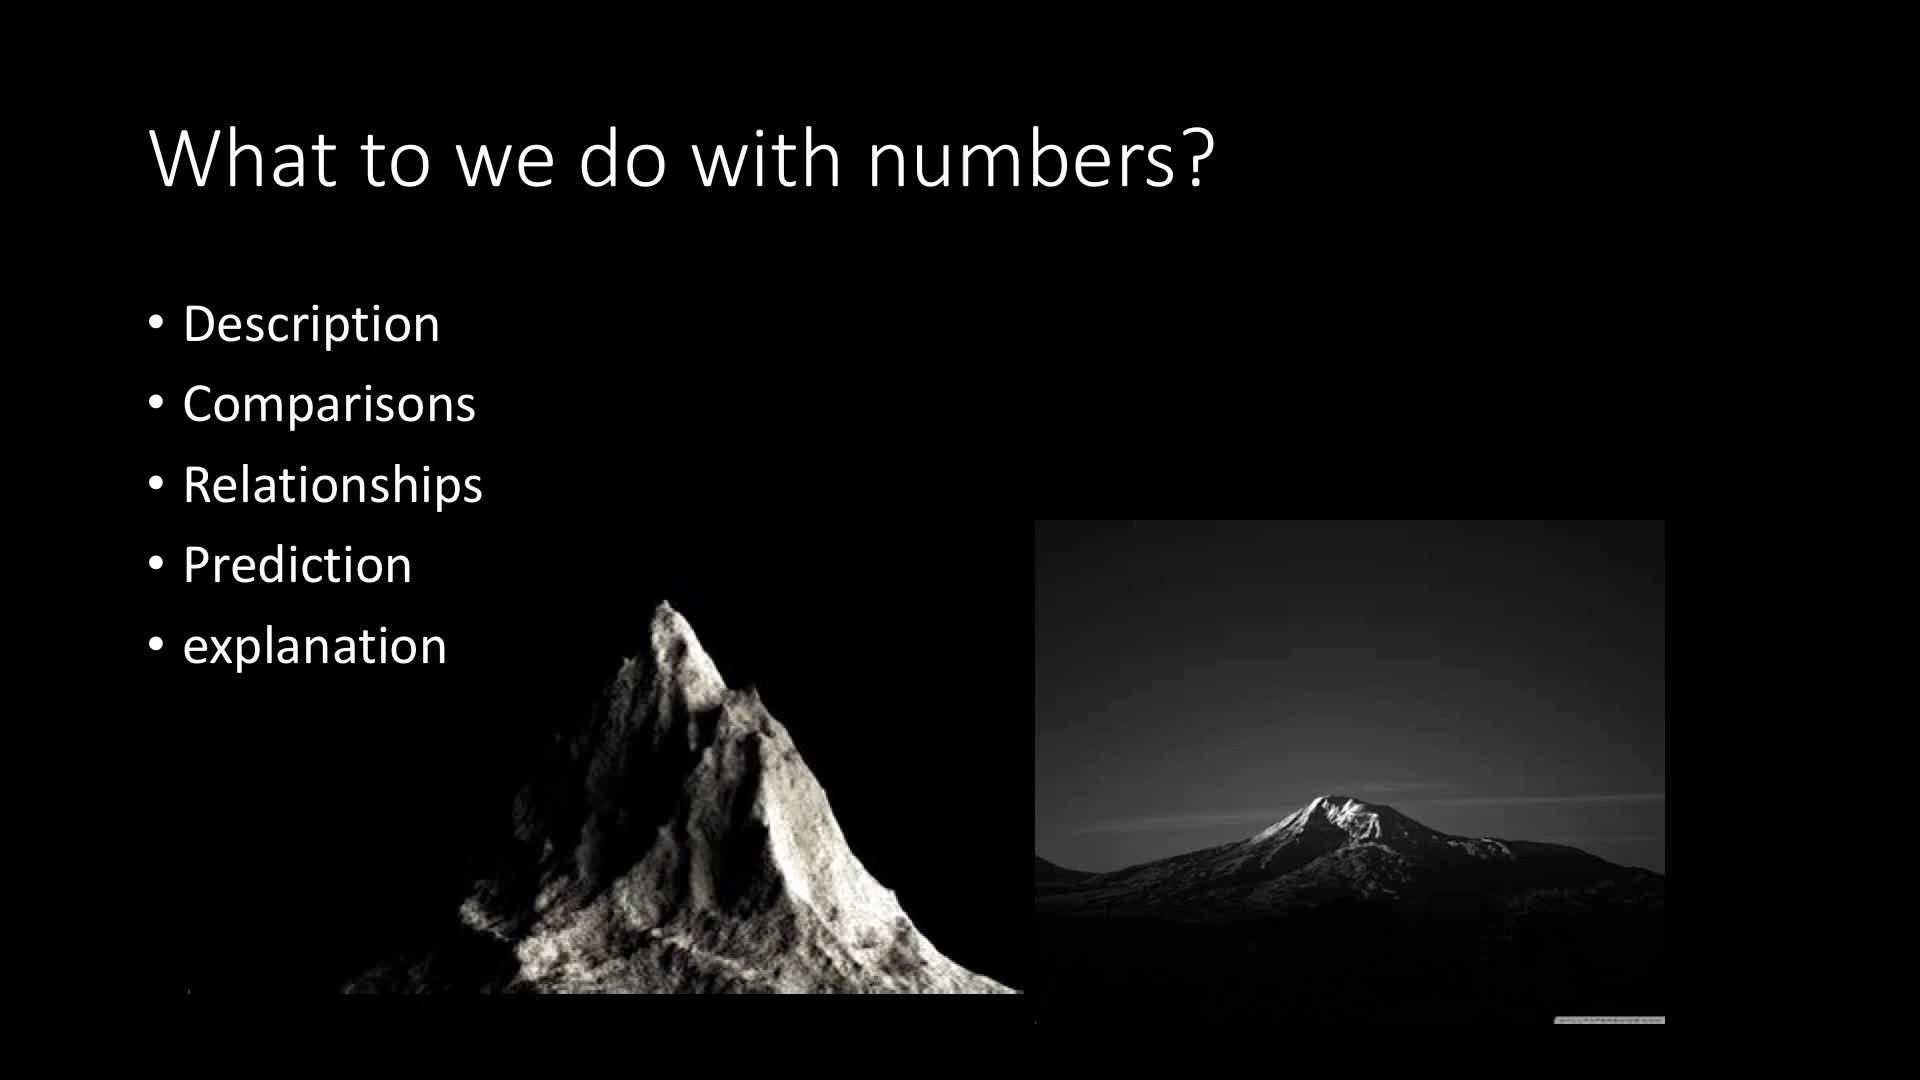 What to we do with numbers?
• Description
• Comparisons
• Relationships
• Prediction
• explanation